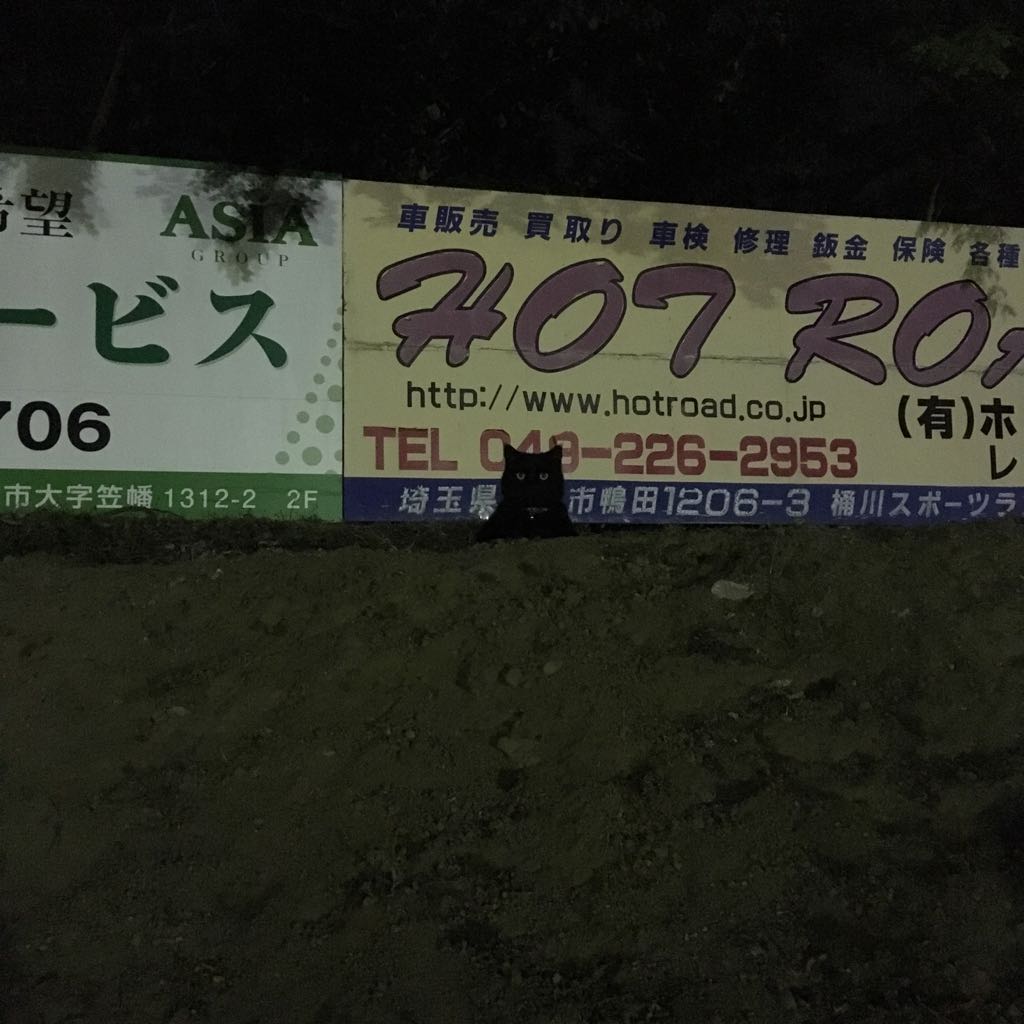 希望
ASIA
GROUP
ービス
706
市大字笠幡 1312-2 2F
車販売 買取り 車検 修理 鈑金 保険 各種
HOT ROA
http://www.hotroad.co.jp
(有)ホ
レ
TEL 049-226-2953
埼玉県 市鴨田1206-3 桶川スポーツラ